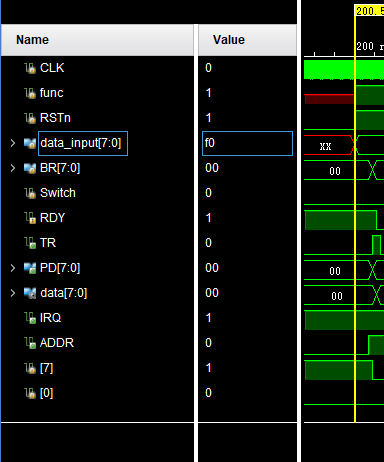 200.5
Name Value
200 n
CLK 0
func 1
RSTn 1
data_input[7:0] f0 XX
BR[7:0] 00 00
Switch 0
RDY 1
TR 0
PD[7:0] 00 00
data[7:0] 00 00
IRQ 1
ADDR 0
[7] 1
[0] 0